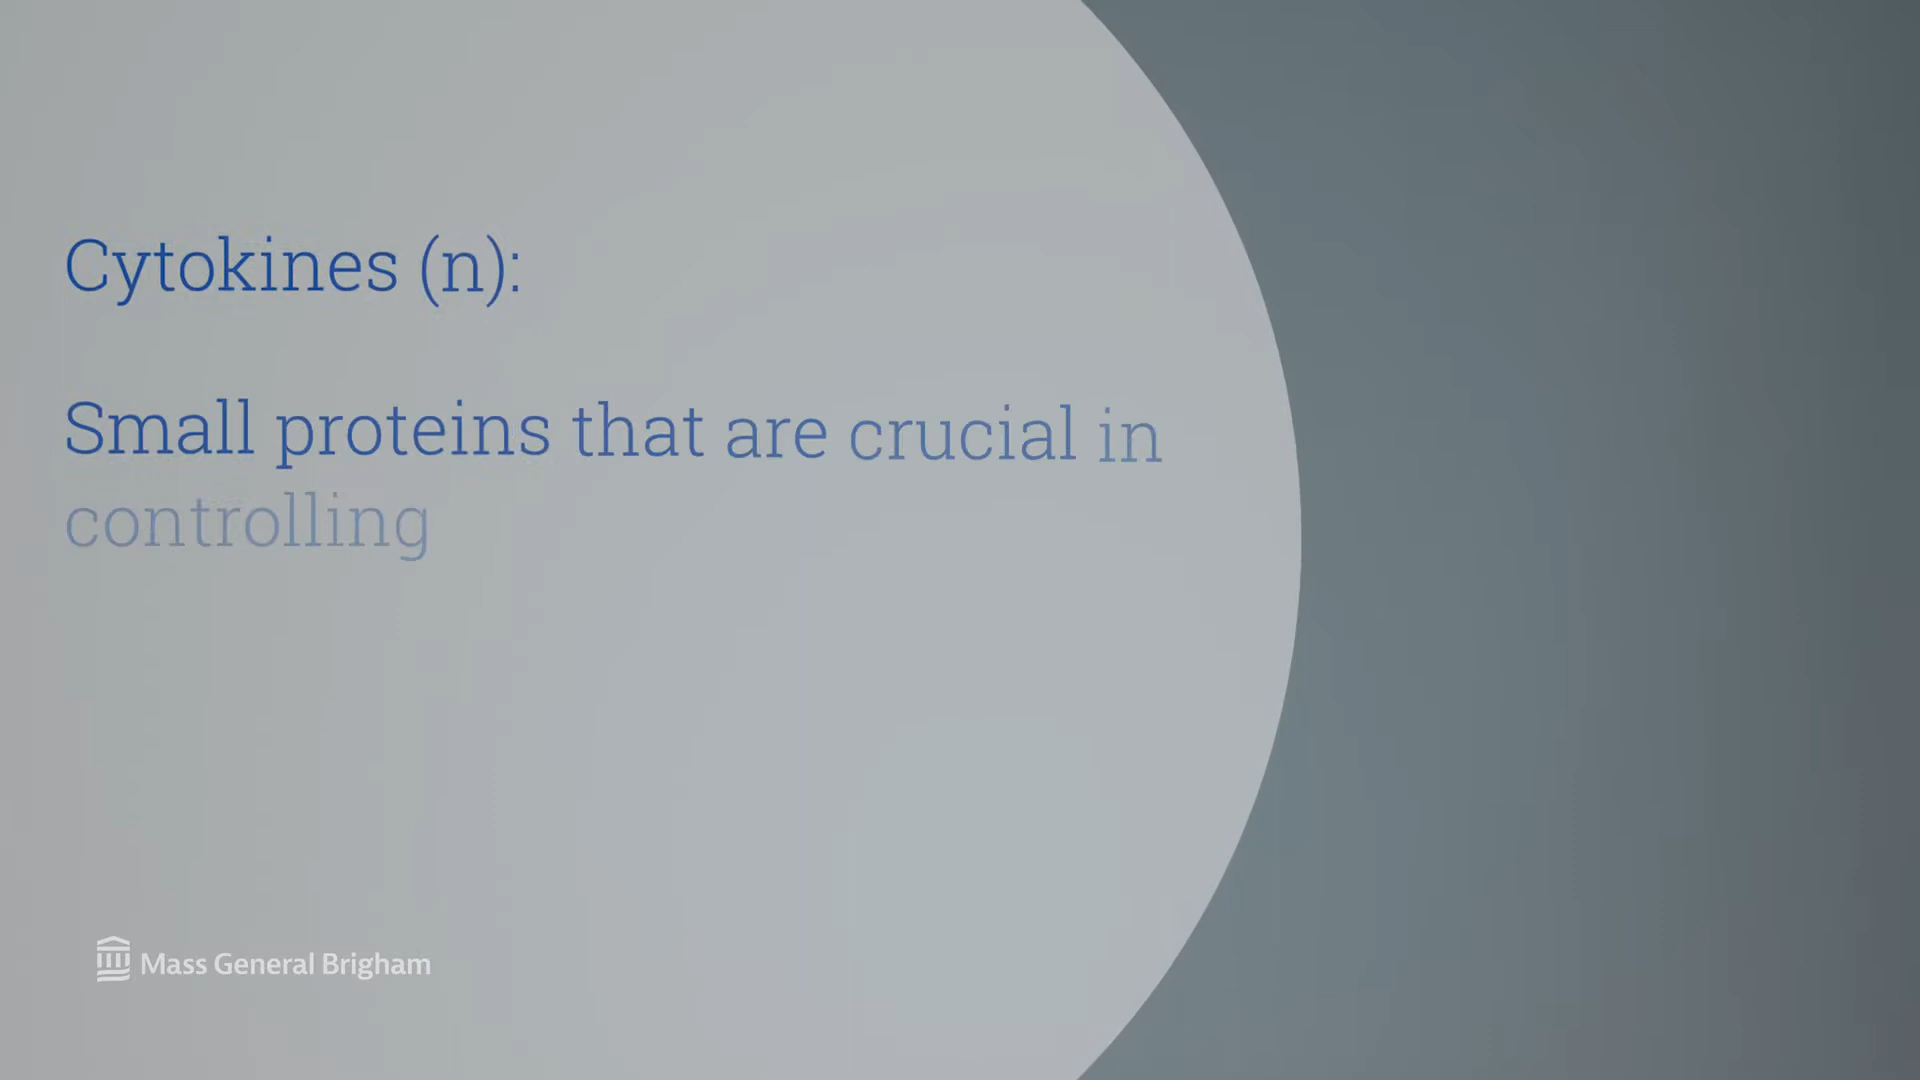 Cytokines (n):
Small proteins that are crucial in
controlling
Mass General Brigham